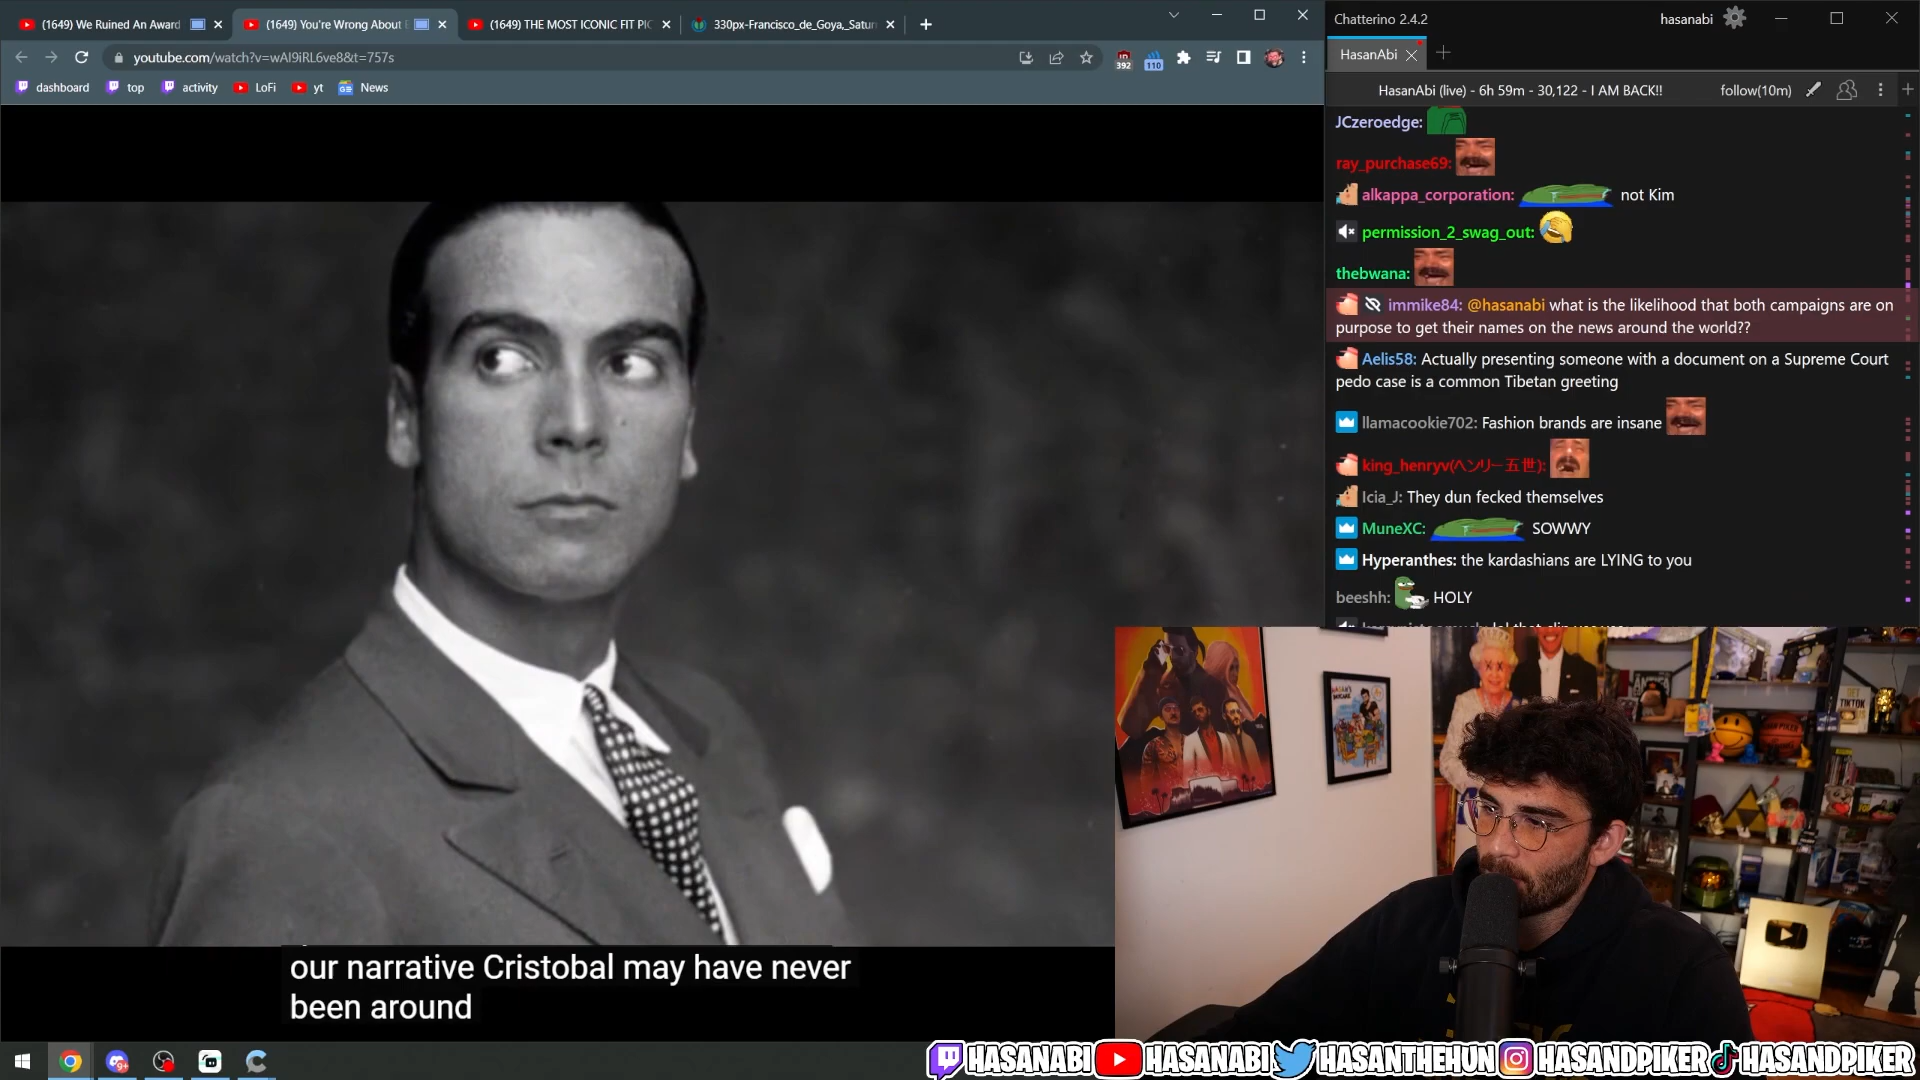 (1649) We Ruined An Award
(1649) You're Wrong About
(1649) THE MOST ICONIC FIT PIC
330px-Francisco_de_Goya,_Satur
youtube.com/watch?v=wAI9iRL6ve8&t=757s
392
110
dashboard
top
activity
LoFi
yt
News
our narrative Cristobal may have never
been around
Chatterino 2.4.2
hasanabi
HasanAbi
HasanAbi (live) - 6h 59m - 30,122 - I AM BACK!!
follow(10m)
JCzeroedge:
ray_purchase69:
alkappa_corporation: not Kim
permission_2_swag_out:
thebwana:
immike84: @hasanabi what is the likelihood that both campaigns are on
purpose to get their names on the news around the world??
Aelis58: Actually presenting someone with a document on a Supreme Court
pedo case is a common Tibetan greeting
llamacookie702: Fashion brands are insane
king_henryv(ヘンリー五世):
Icia_J: They dun fecked themselves
MuneXC: SOWWY
Hyperanthes: the kardashians are LYING to you
beeshh: HOLY
HASANABI
HASANABI
HASANTHEHUN
HASANDPIKER
HASANDPIKER